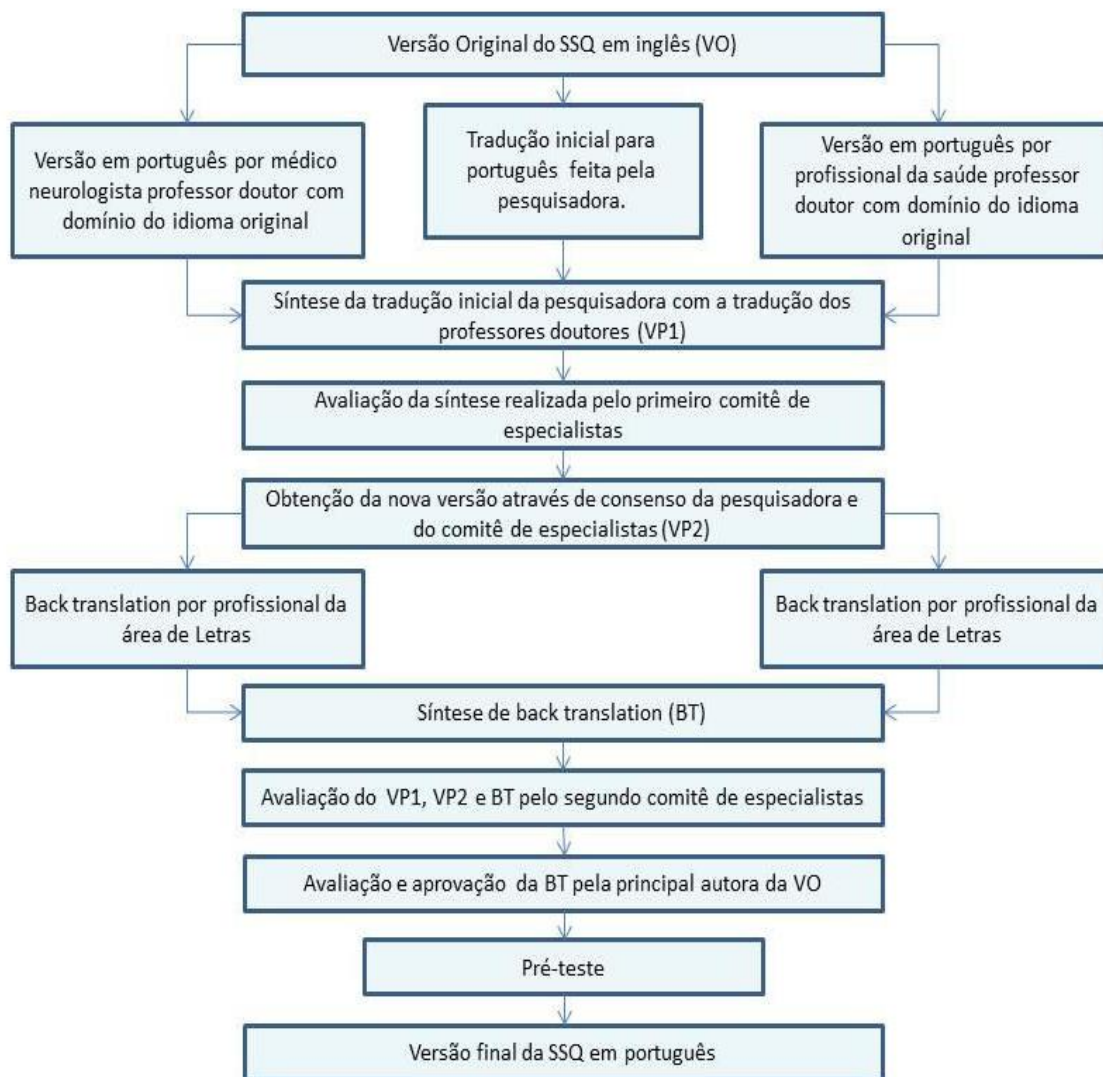 Versão Original do SSQ em inglês (VO)
Versão em português por médico
neurologista professor doutor com
domínio do idioma original
Tradução inicial para
português feita pela
pesquisadora.
Versão em português por
profissional da saúde professor
doutor com domínio do idioma
original
Síntese da tradução inicial da pesquisadora com a tradução dos
professores doutores (VP1)
Avaliação da síntese realizada pelo primeiro comitê de
especialistas
Obtenção da nova versão através de consenso da pesquisadora e
do comitê de especialistas (VP2)
Back translation por profissional da
área de Letras
Back translation por profissional da
área de Letras
Síntese de back translation (BT)
Avaliação do VP1, VP2 e BT pelo segundo comitê de especialistas
Avaliação e aprovação da BT pela principal autora da VO
Pré-teste
Versão final da SSQ em português